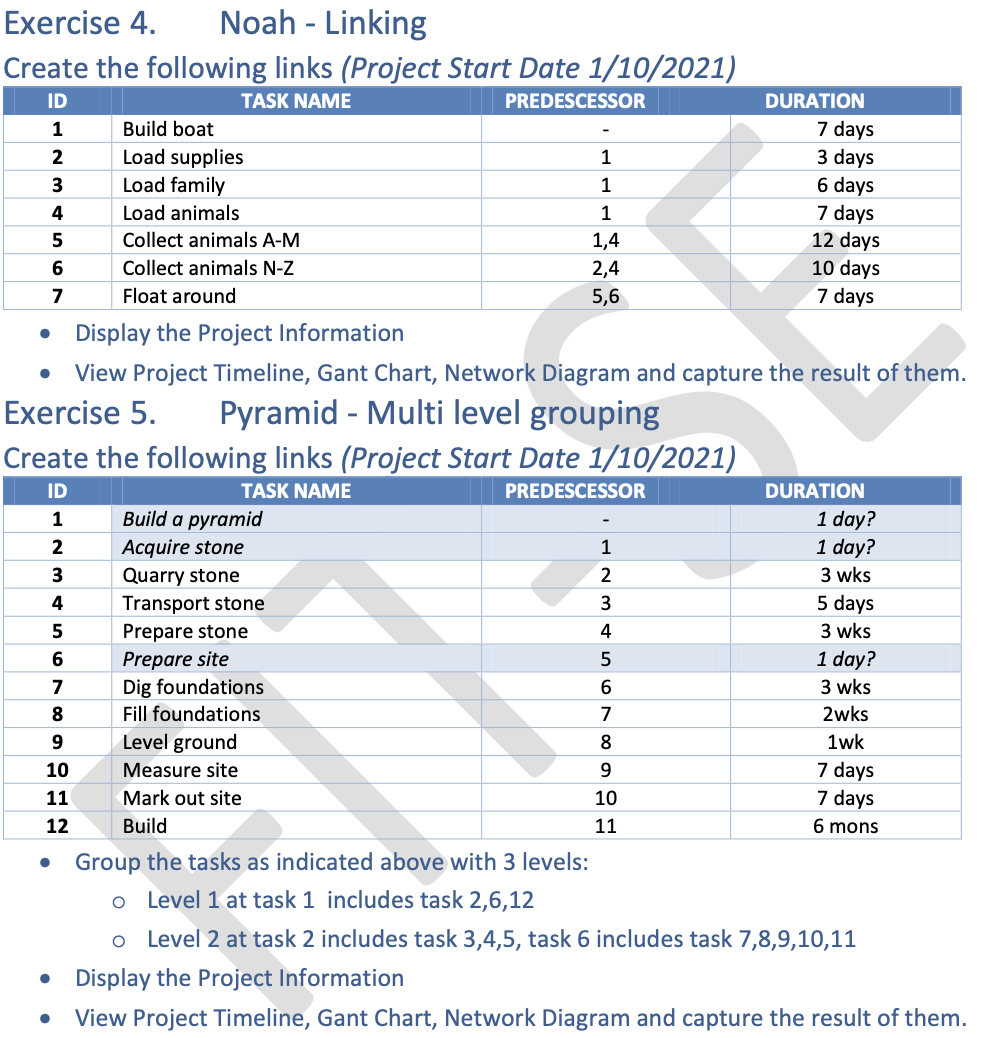 Exercise 4. Noah - Linking
Create the following links (Project Start Date 1/10/2021)
ID TASK NAME PREDESCESSOR DURATION
1 Build boat - 7 days
2 Load supplies 1 3 days
3 Load family 1 6 days
4 Load animals 1 7 days
5 Collect animals A-M 1,4 12 days
6 Collect animals N-Z 2,4 10 days
7 Float around 5,6 7 days
• Display the Project Information
• View Project Timeline, Gant Chart, Network Diagram and capture the result of them.
Exercise 5. Pyramid - Multi level grouping
Create the following links (Project Start Date 1/10/2021)
ID TASK NAME PREDESCESSOR DURATION
1 Build a pyramid - 1 day?
2 Acquire stone 1 1 day?
3 Quarry stone 2 3 wks
4 Transport stone 3 5 days
5 Prepare stone 4 3 wks
6 Prepare site 5 1 day?
7 Dig foundations 6 3 wks
8 Fill foundations 7 2wks
9 Level ground 8 1wk
10 Measure site 9 7 days
11 Mark out site 10 7 days
12 Build 11 6 mons
• Group the tasks as indicated above with 3 levels:
o Level 1 at task 1 includes task 2,6,12
o Level 2 at task 2 includes task 3,4,5, task 6 includes task 7,8,9,10,11
• Display the Project Information
• View Project Timeline, Gant Chart, Network Diagram and capture the result of them.